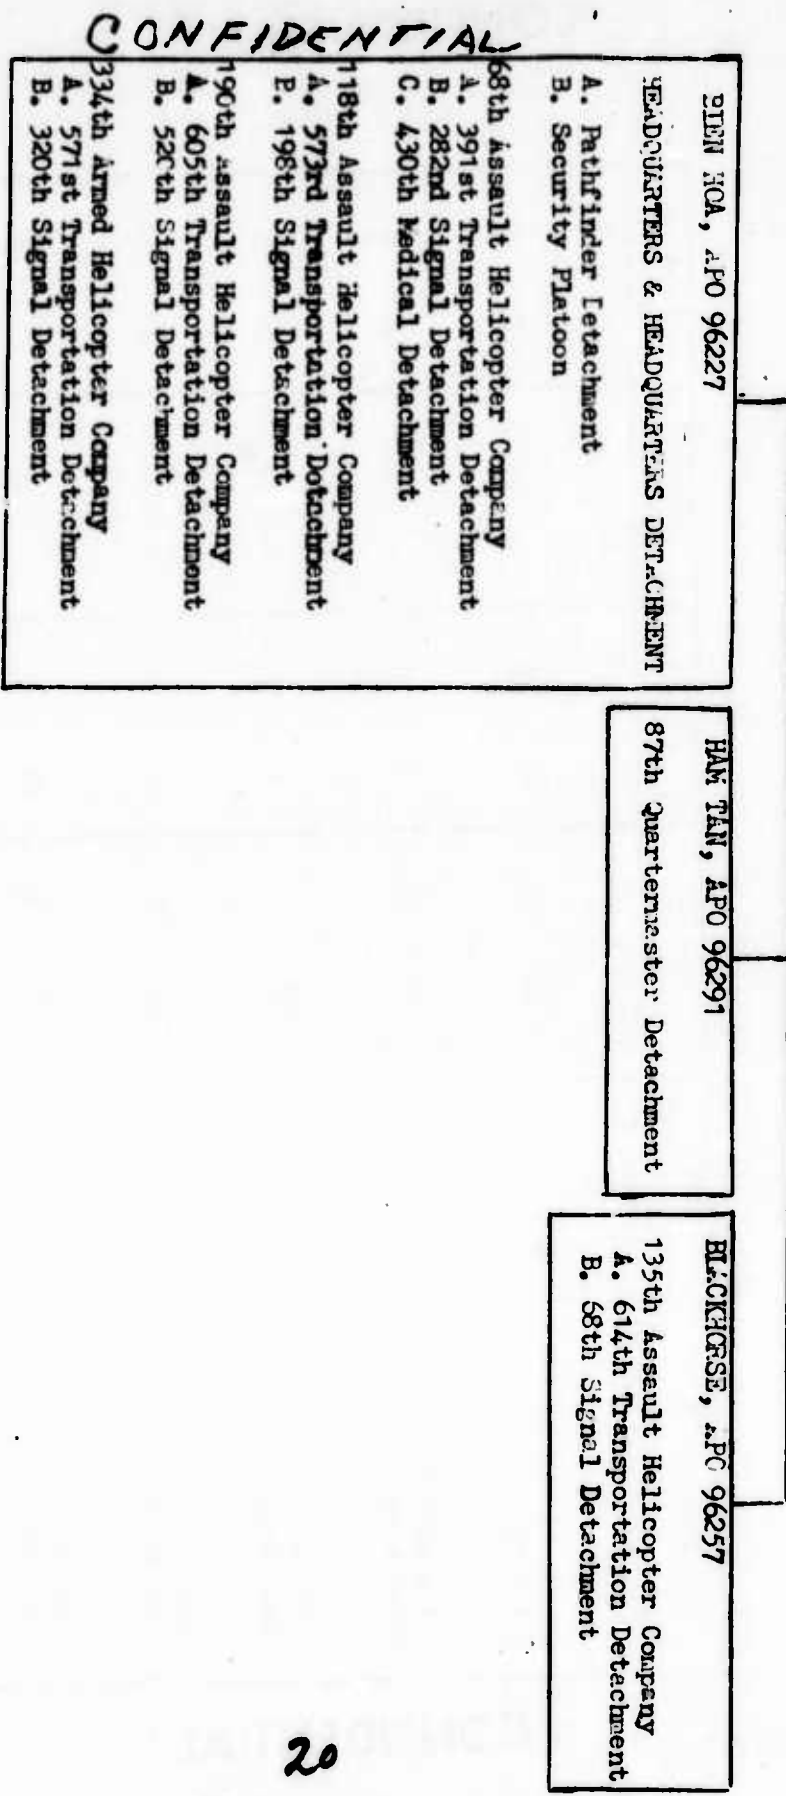 CONFIDENTIAL
BIEN HOA, APO 96227
HEADQUARTERS & HEADQUARTERS DETACHMENT
A. Pathfinder Detachment
B. Security Platoon
68th Assault Helicopter Company
A. 391st Transportation Detachment
B. 282nd Signal Detachment
C. 430th Medical Detachment
118th Assault Helicopter Company
A. 573rd Transportation Dotachment
B. 198th Signal Detachment
190th Assault Helicopter Company
A. 605th Transportation Detachment
B. 520th Signal Detachment
334th Armed Helicopter Company
A. 571st Transportation Detachment
B. 320th Signal Detachment
HAM TAN, APO 96291
87th Quartermaster Detachment
BLACKHORSE, APO 96257
135th Assault Helicopter Company
A. 614th Transportation Detachment
B. 68th Signal Detachment
20